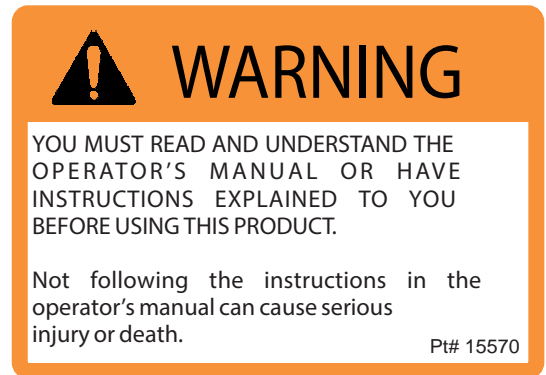 WARNING
YOU MUST READ AND UNDERSTAND THE
OPERATOR’S MANUAL OR HAVE
INSTRUCTIONS EXPLAINED TO YOU
BEFORE USING THIS PRODUCT.
Not following the instructions in the
operator’s manual can cause serious
injury or death.
Pt# 15570